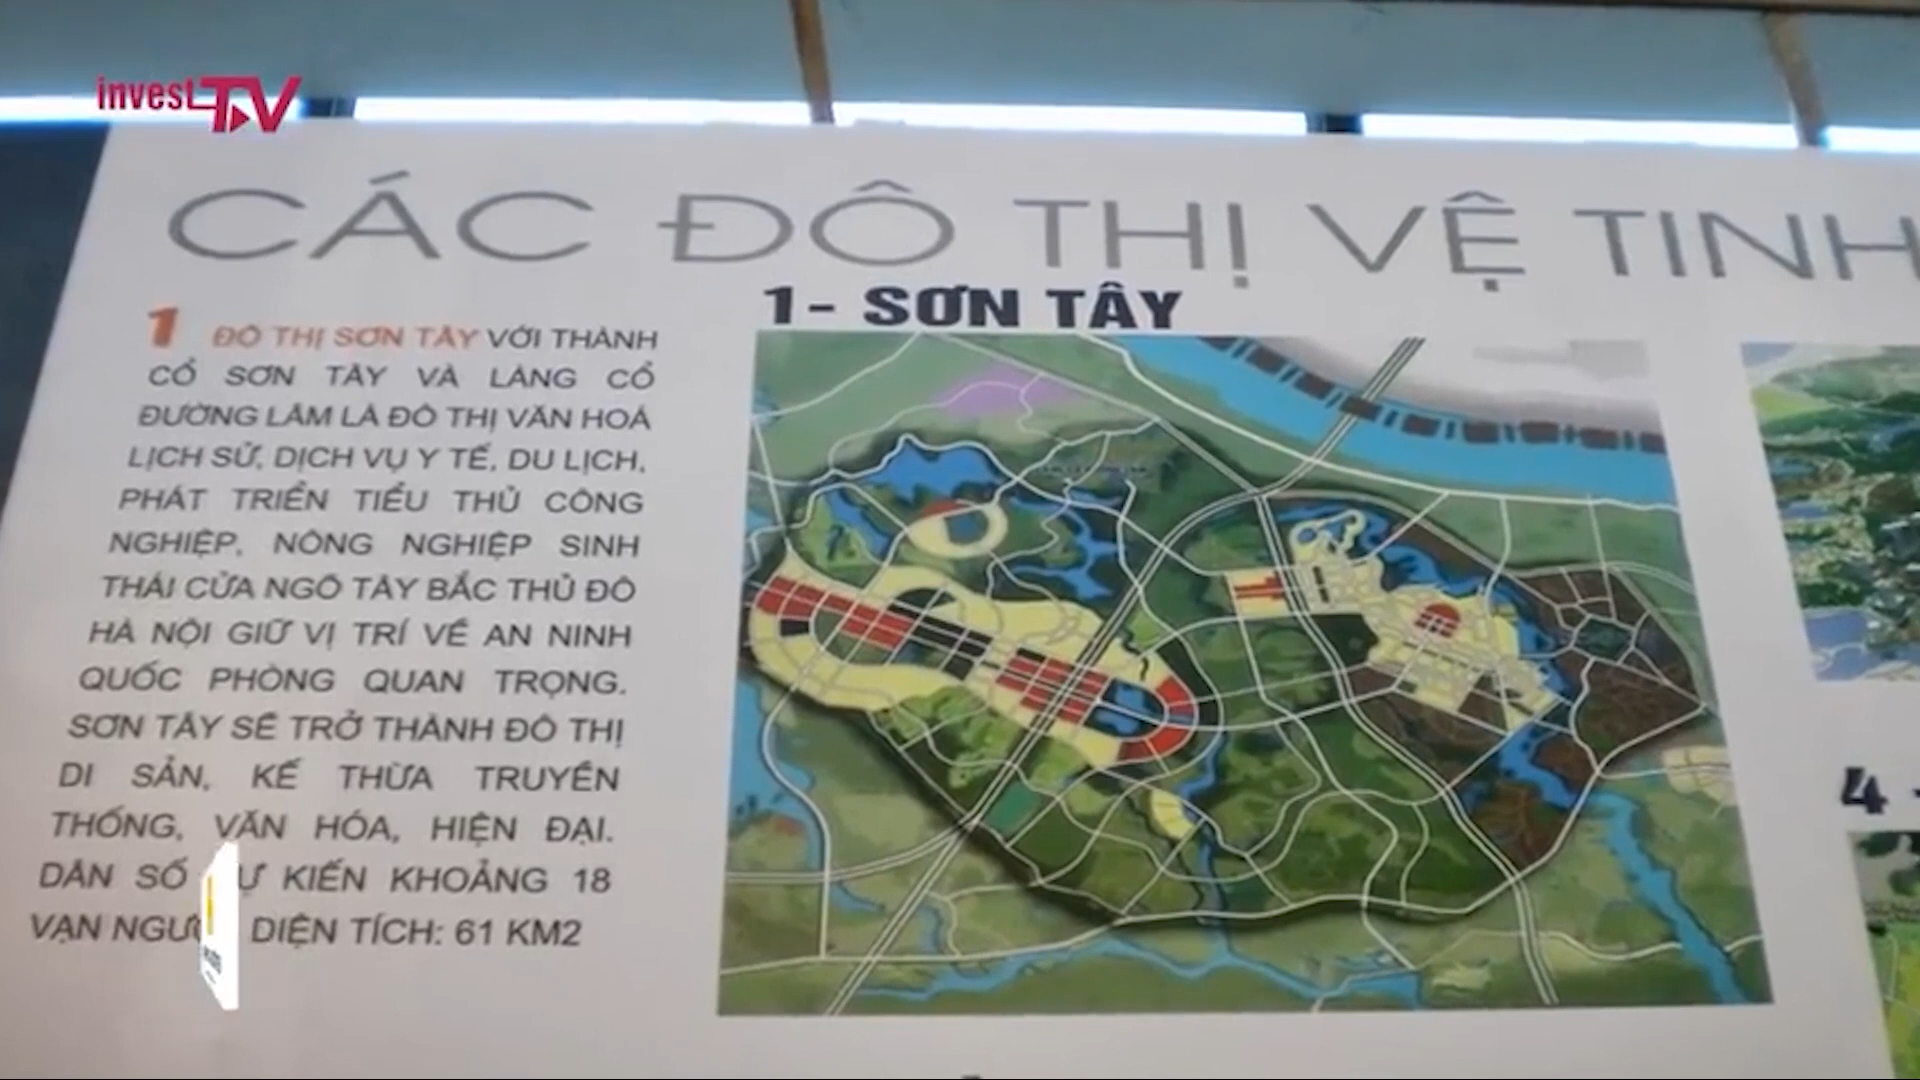 invest TV
CÁC ĐÔ THỊ VỆ TINH
1- SƠN TÂY
1 ĐÔ THỊ SƠN TÂY VỚI THÀNH
CỔ SƠN TÂY VÀ LÀNG CỔ
ĐƯỜNG LÂM LÀ ĐÔ THỊ VĂN HOÁ
LỊCH SỬ, DỊCH VỤ Y TẾ, DU LỊCH,
PHÁT TRIỂN TIỂU THỦ CÔNG
NGHIỆP, NÔNG NGHIỆP SINH
THÁI CỬA NGÕ TÂY BẮC THỦ ĐÔ
HÀ NỘI GIỮ VỊ TRÍ VỀ AN NINH
QUỐC PHÒNG QUAN TRỌNG.
SƠN TÂY SẼ TRỞ THÀNH ĐÔ THỊ
DI SẢN, KẾ THỪA TRUYỀN
THỐNG, VĂN HÓA, HIỆN ĐẠI.
DÂN SỐ KIẾN KHOẢNG 18
VẠN DIỆN TÍCH: 61 KM2
4 -